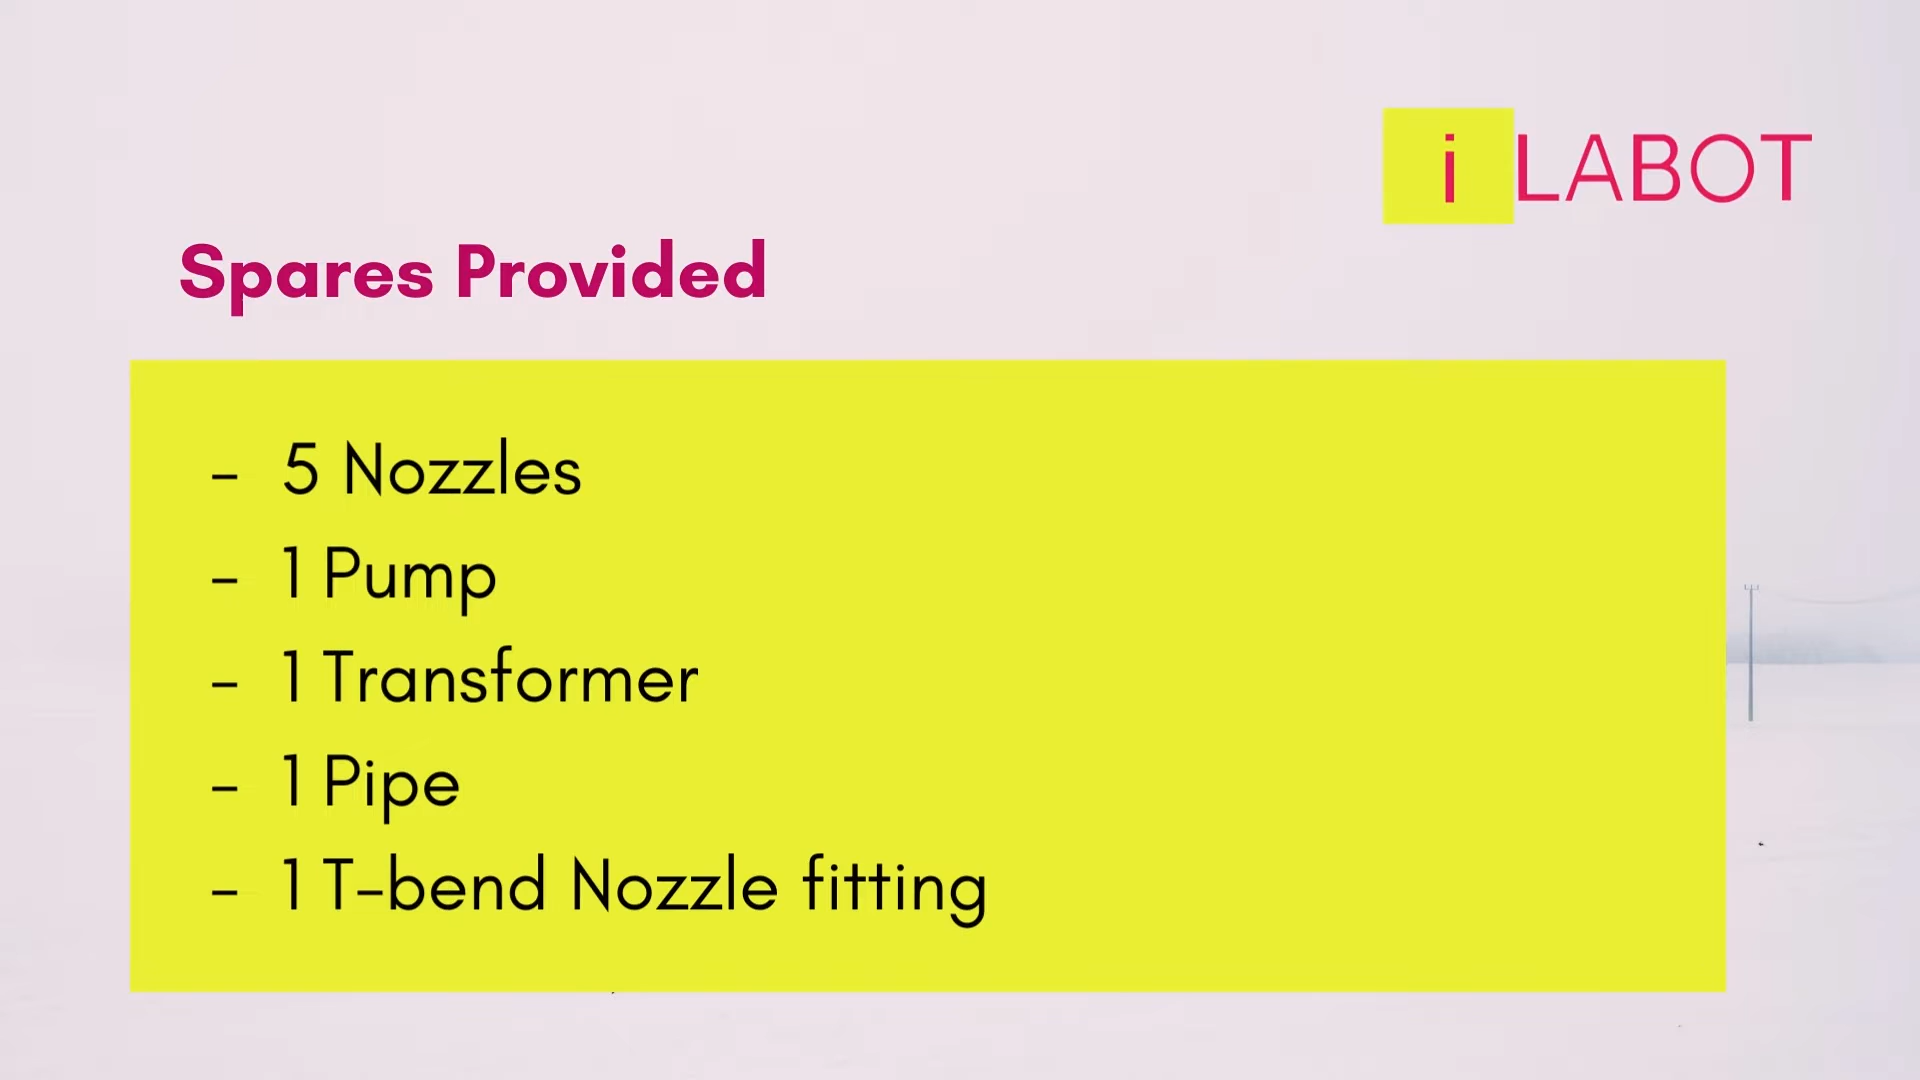 i LABOT
Spares Provided
- 5 Nozzles
- 1 Pump
- 1 Transformer
- 1 Pipe
- 1 T-bend Nozzle fitting